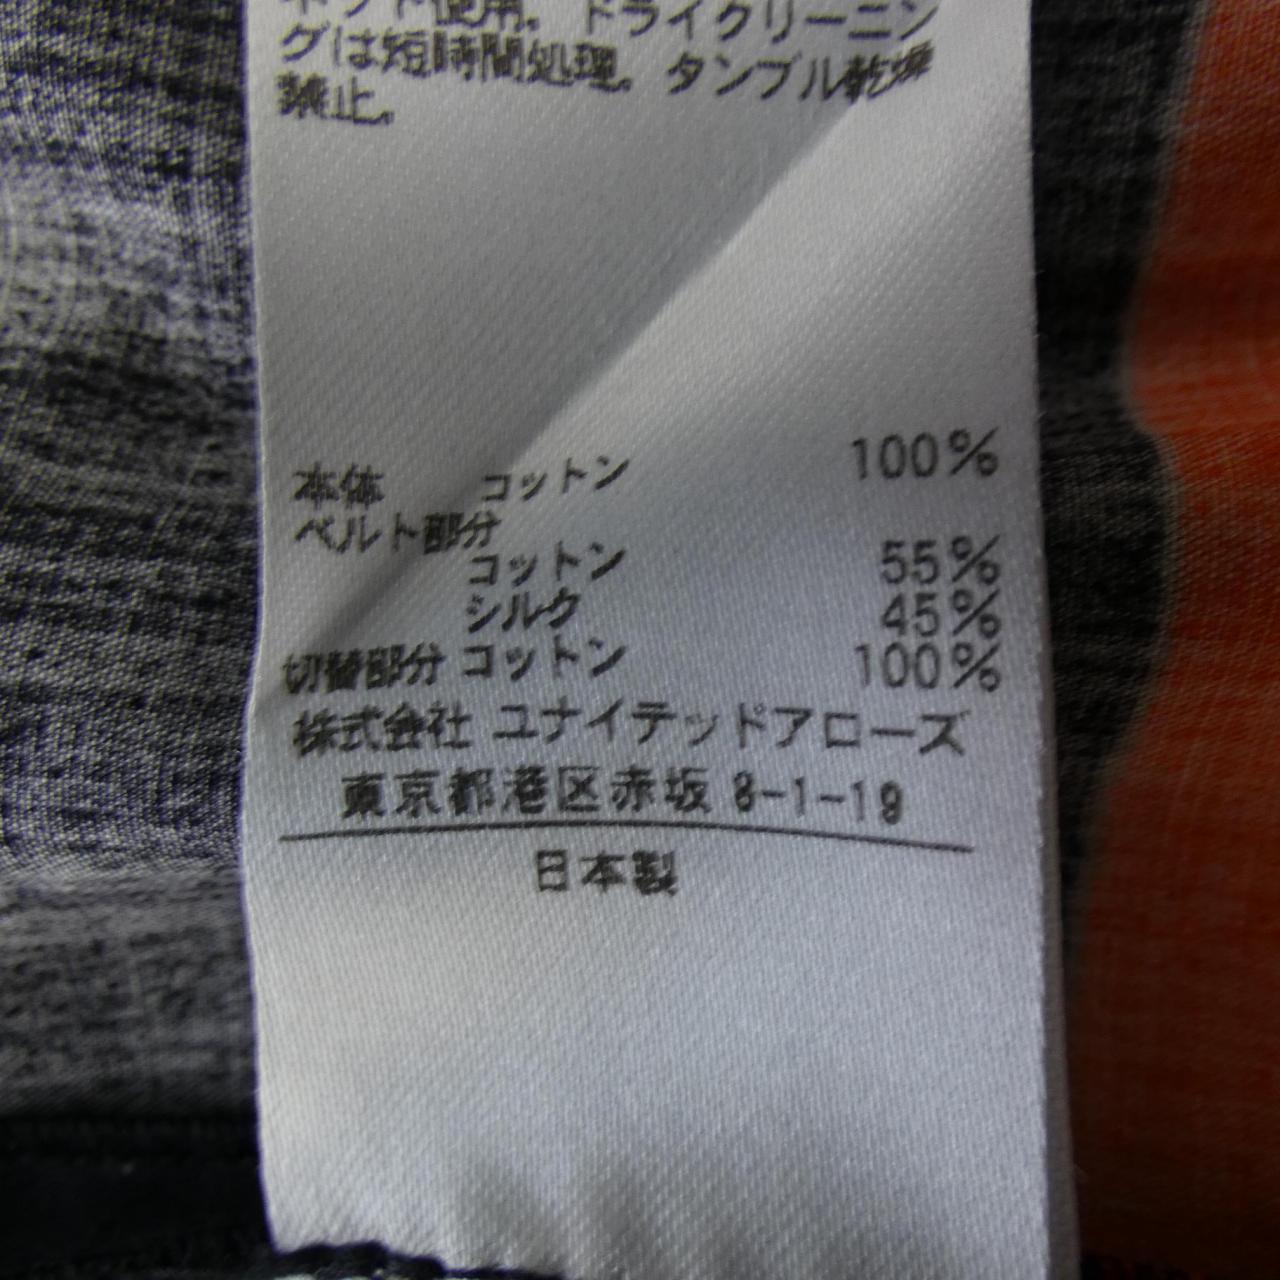 ネット使用。ドライクリーニン
グは短時間処理。タンブル乾燥
禁止。
本体 コットン 100%
ベルト部分
コットン 55%
シルク 45%
切替部分 コットン 100%
株式会社 ユナイテッドアローズ
東京都港区赤坂 8-1-19
日本製